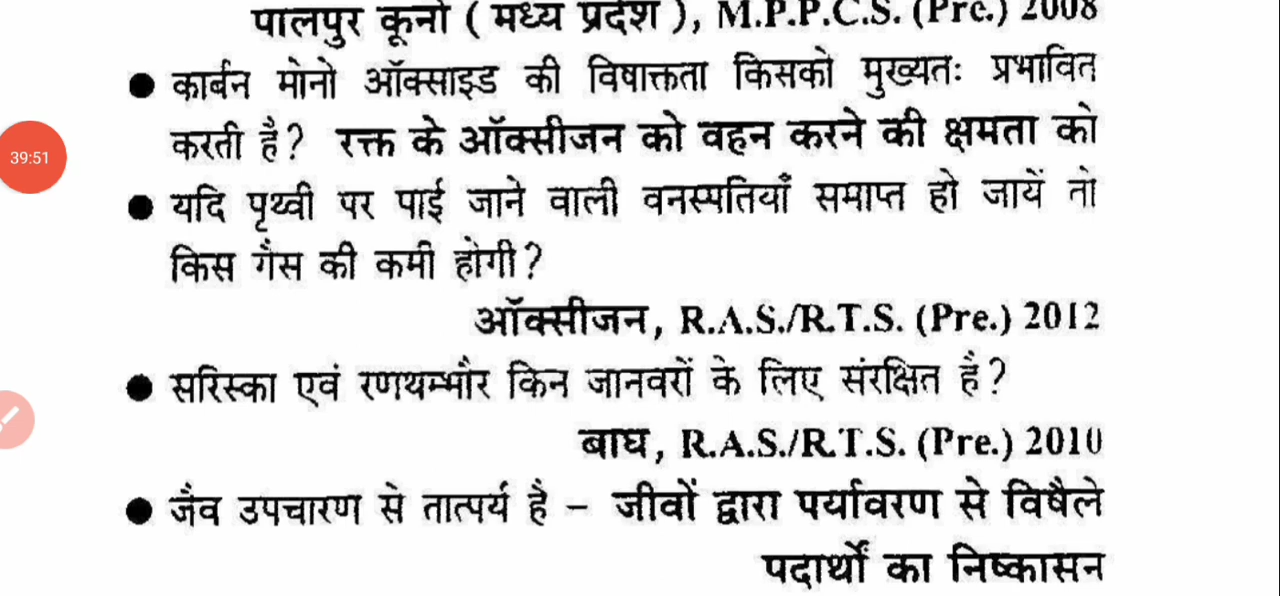 पालपुर कूनो ( मध्य प्रदेश ), M.P.P.C.S. (Pre.) 2008
● कार्बन मोनो ऑक्साइड की विषाक्तता किसको मुख्यतः प्रभावित
39:51
करती है? रक्त के ऑक्सीजन को वहन करने की क्षमता को
● यदि पृथ्वी पर पाई जाने वाली वनस्पतियाँ समाप्त हो जायें तो
किस गैस की कमी होगी?
ऑक्सीजन, R.A.S./R.T.S. (Pre.) 2012
● सरिस्का एवं रणथम्भौर किन जानवरों के लिए संरक्षित हैं?
बाघ, R.A.S./R.T.S. (Pre.) 2010
● जैव उपचारण से तात्पर्य है – जीवों द्वारा पर्यावरण से विषैले
पदार्थों का निष्कासन